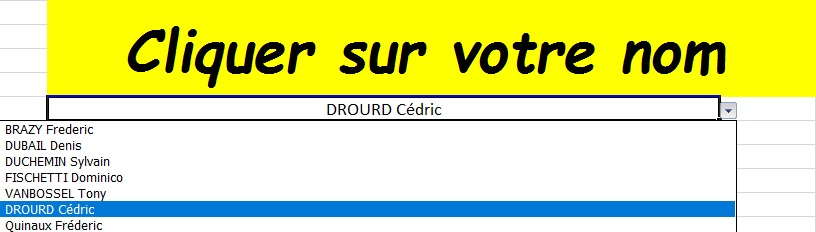 Cliquer sur votre nom
DROURD Cédric
BRAZY Frederic
DUBAIL Denis
DUCHEMIN Sylvain
FISCHETTI Dominico
VANBOSSEL Tony
DROURD Cédric
Quinaux Fréderic